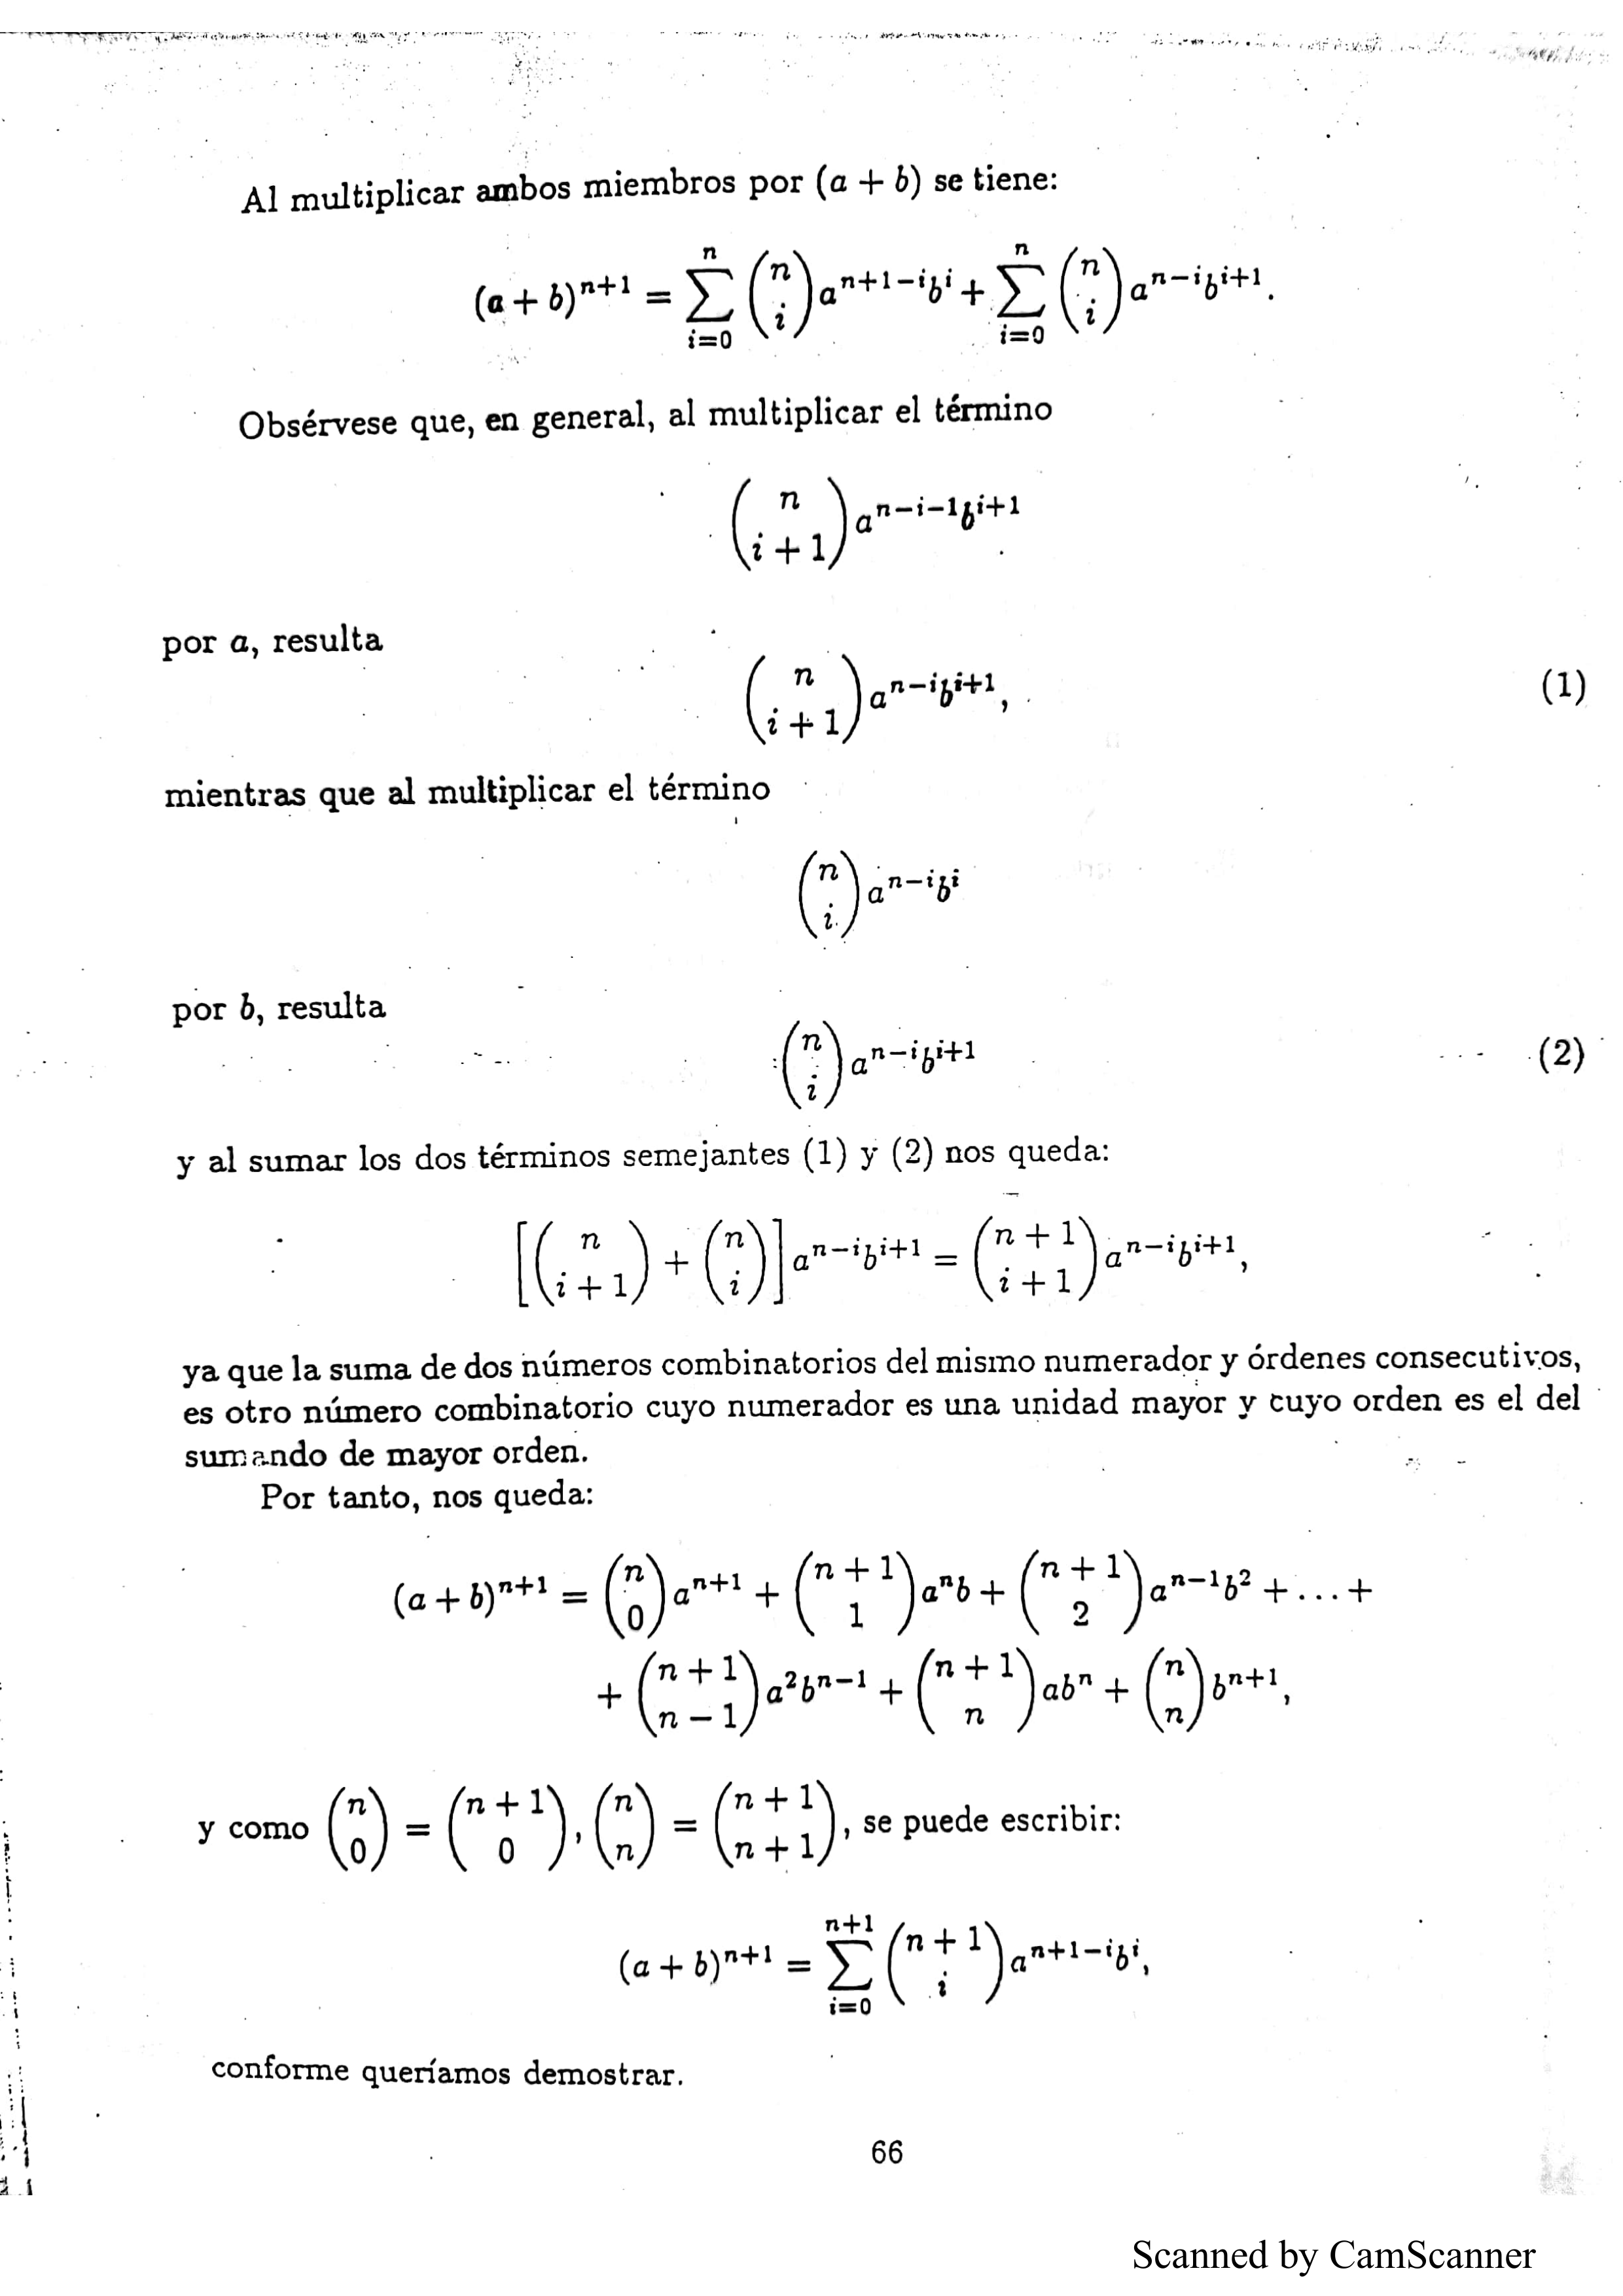 Al multiplicar ambos miembros por (a + b) se tiene:
$(a+b)^{n+1} = \sum_{i=0}^{n} \binom{n}{i} a^{n+1-i} b^{i} + \sum_{i=0}^{n} \binom{n}{i} a^{n-i} b^{i+1}.$
Obsérvese que, en general, al multiplicar el término
$\binom{n}{i+1} a^{n-i-1} b^{i+1}$
por a, resulta
$\binom{n}{i+1} a^{n-i} b^{i+1},$ (1)
mientras que al multiplicar el término
$\binom{n}{i} a^{n-i} b^{i}$
por b, resulta
$\binom{n}{i} a^{n-i} b^{i+1}$ (2)
y al sumar los dos términos semejantes (1) y (2) nos queda:
$\left[\binom{n}{i+1} + \binom{n}{i}\right] a^{n-i} b^{i+1} = \binom{n+1}{i+1} a^{n-i} b^{i+1},$
ya que la suma de dos números combinatorios del mismo numerador y órdenes consecutivos,
es otro número combinatorio cuyo numerador es una unidad mayor y cuyo orden es el del
sumando de mayor orden.
Por tanto, nos queda:
$(a+b)^{n+1} = \binom{n}{0} a^{n+1} + \binom{n+1}{1} a^{n} b + \binom{n+1}{2} a^{n-1} b^{2} + \ldots +$
$+ \binom{n+1}{n-1} a^{2} b^{n-1} + \binom{n+1}{n} a b^{n} + \binom{n}{n} b^{n+1},$
y como $\binom{n}{0} = \binom{n+1}{0}, \binom{n}{n} = \binom{n+1}{n+1}$, se puede escribir:
$(a+b)^{n+1} = \sum_{i=0}^{n+1} \binom{n+1}{i} a^{n+1-i} b^{i},$
conforme queríamos demostrar.
66
Scanned by CamScanner